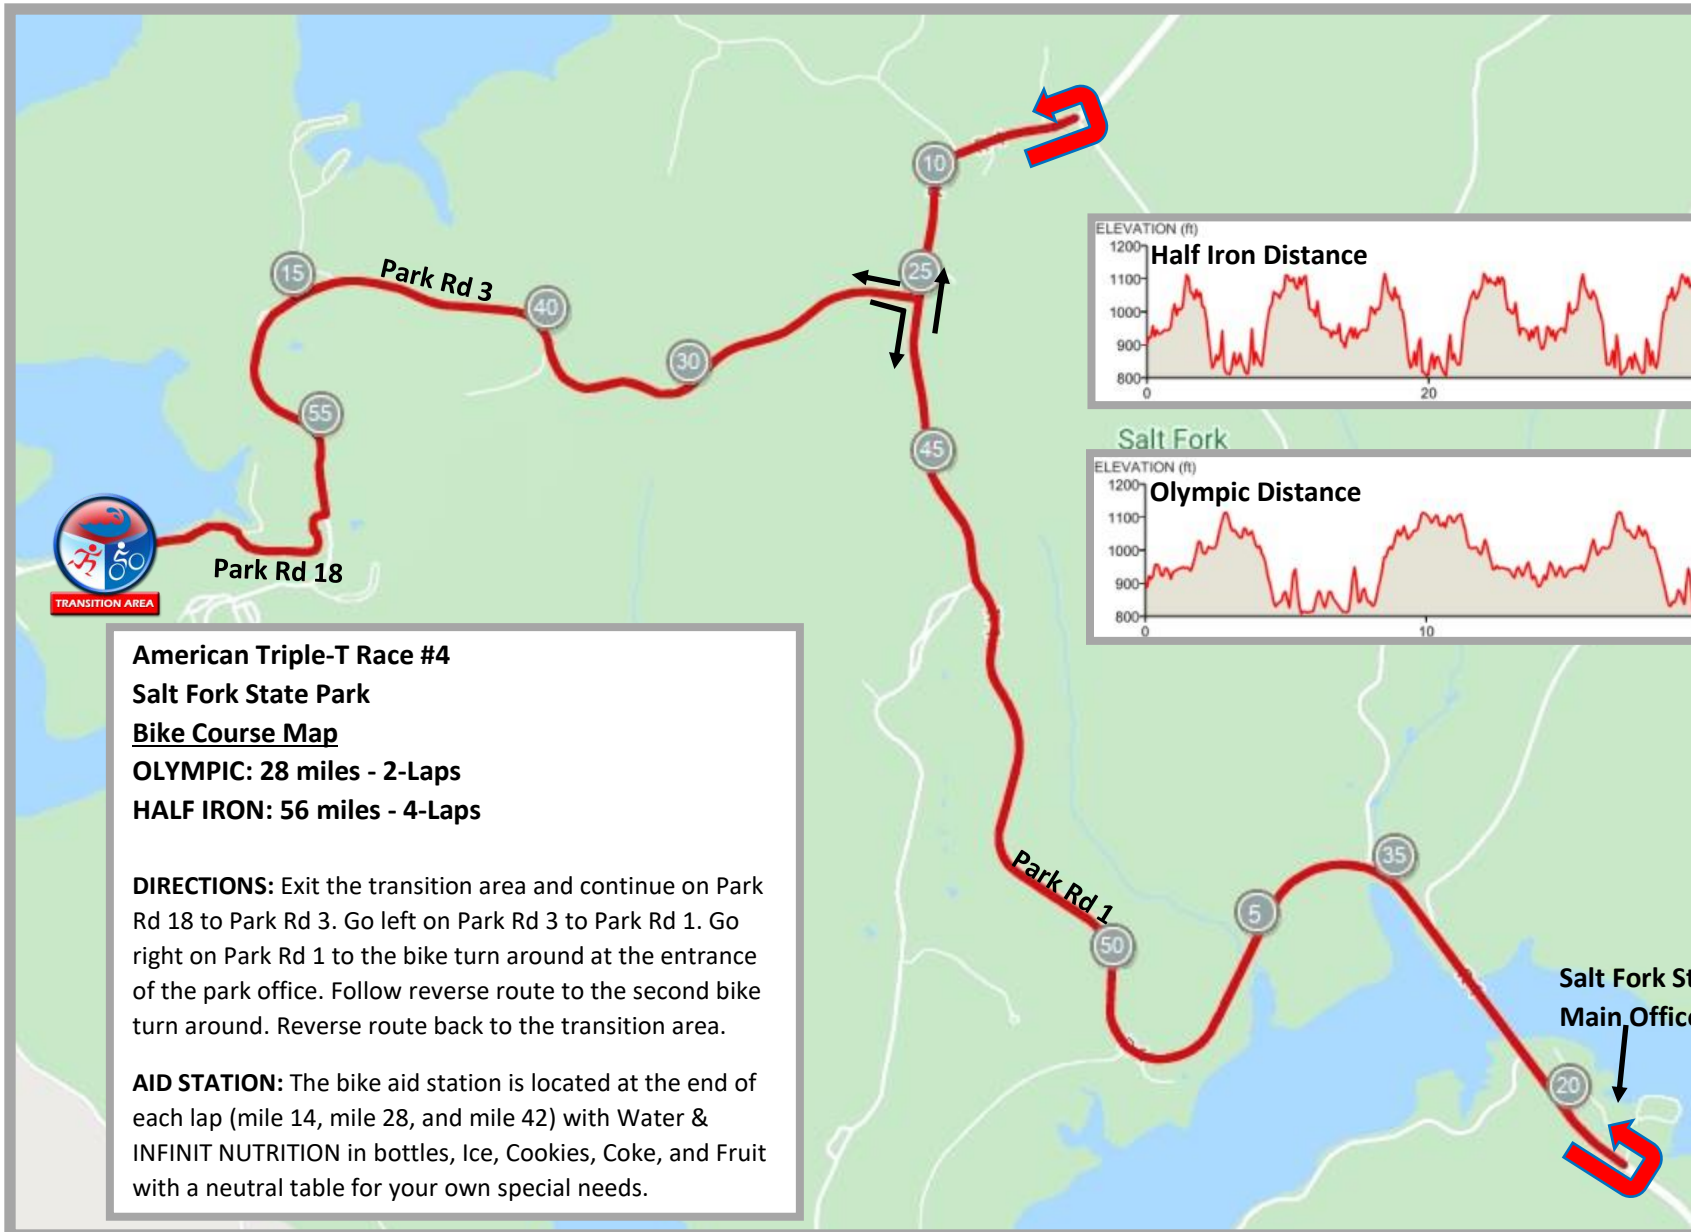 10
ELEVATION (ft)
1200
Half Iron Distance
1100
1000
900
800
0
20
15
Park Rd 3
25
40
30
55
45
Salt Fork
ELEVATION (ft)
1200
Olympic Distance
1100
1000
900
800
0
10
Park Rd 18
TRANSITION AREA
American Triple-T Race #4
Salt Fork State Park
Bike Course Map
OLYMPIC: 28 miles - 2-Laps
HALF IRON: 56 miles - 4-Laps
DIRECTIONS: Exit the transition area and continue on Park
Rd 18 to Park Rd 3. Go left on Park Rd 3 to Park Rd 1. Go
right on Park Rd 1 to the bike turn around at the entrance
of the park office. Follow reverse route to the second bike
turn around. Reverse route back to the transition area.
AID STATION: The bike aid station is located at the end of
each lap (mile 14, mile 28, and mile 42) with Water &
INFINIT NUTRITION in bottles, Ice, Cookies, Coke, and Fruit
with a neutral table for your own special needs.
Park Rd 1
35
5
50
Salt Fork St
Main Office
20